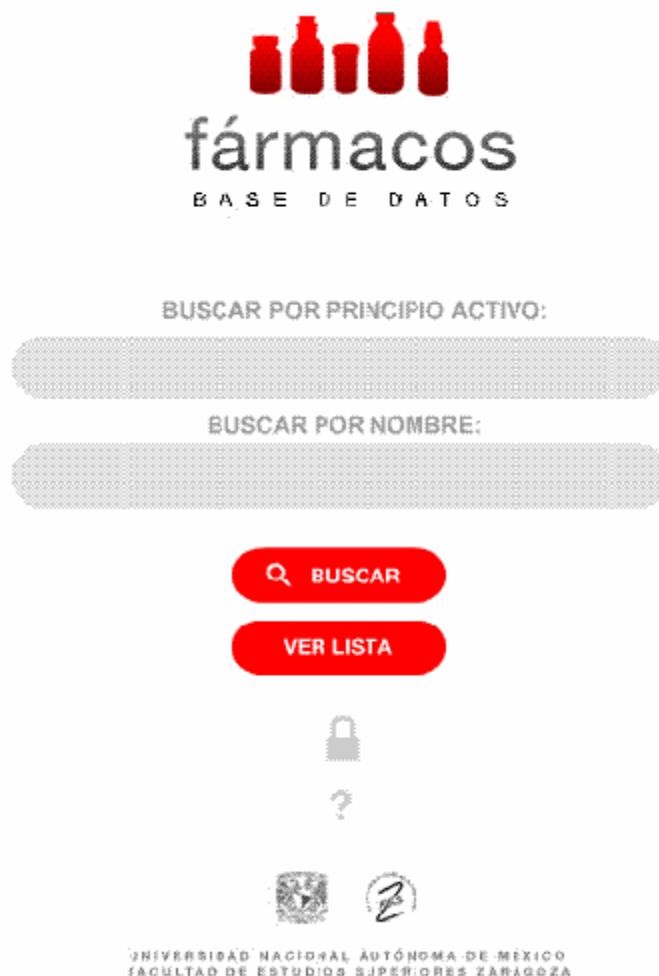 fármacos
BASE DE DATOS
BUSCAR POR PRINCIPIO ACTIVO:
BUSCAR POR NOMBRE:
BUSCAR
VER LISTA
?
UNIVERSIDAD NACIONAL AUTÓNOMA DE MÉXICO
FACULTAD DE ESTUDIOS SUPERIORES ZARAGOZA